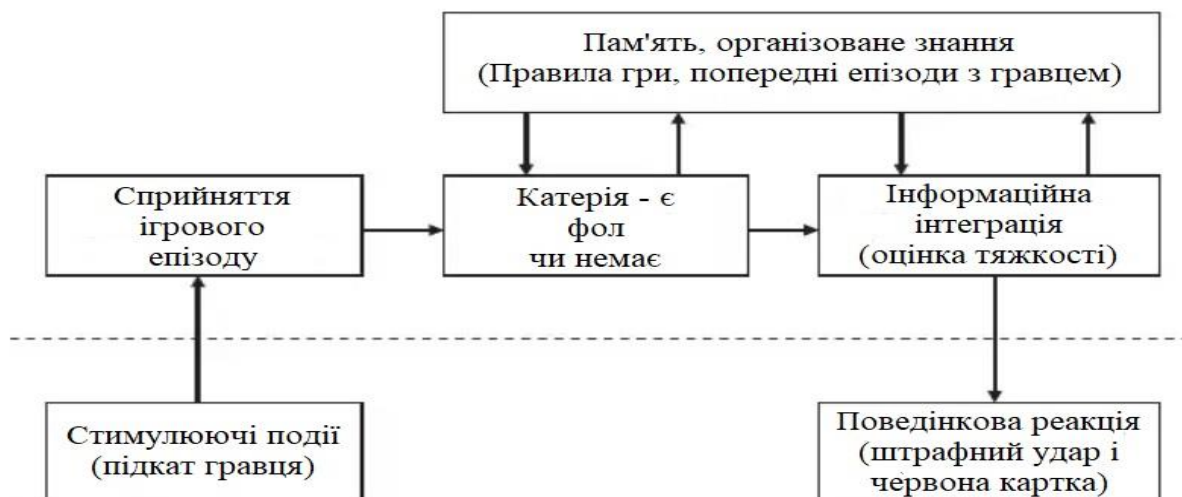 Пам'ять, організоване знання
(Правила гри, попередні епізоди з гравцем)
Сприйняття
ігрового
епізоду
Катерія - є
фол
чи немає
Інформаційна
інтеграція
(оцінка тяжкості)
Стимулюючі події
(підкат гравця)
Поведінкова реакція
(штрафний удар і
червона картка)